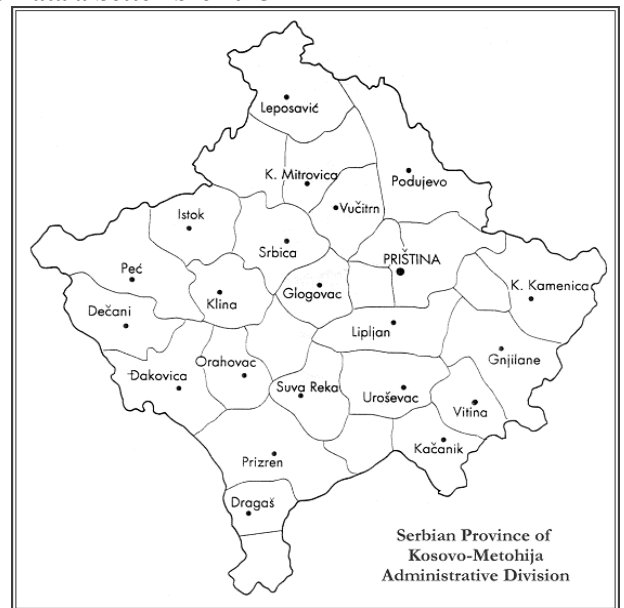 Leposavić
K. Mitrovica
Podujevo
Vučitrn
Istok
Srbica
PRIŠTINA
Peć
Klina
Glogovac
K. Kamenica
Dečani
Lipljan
Gnjilane
Orahovac
Đakovica
Suva Reka
Uroševac
Vitina
Kačanik
Prizren
Dragaš
Serbian Province of
Kosovo-Metohija
Administrative Division